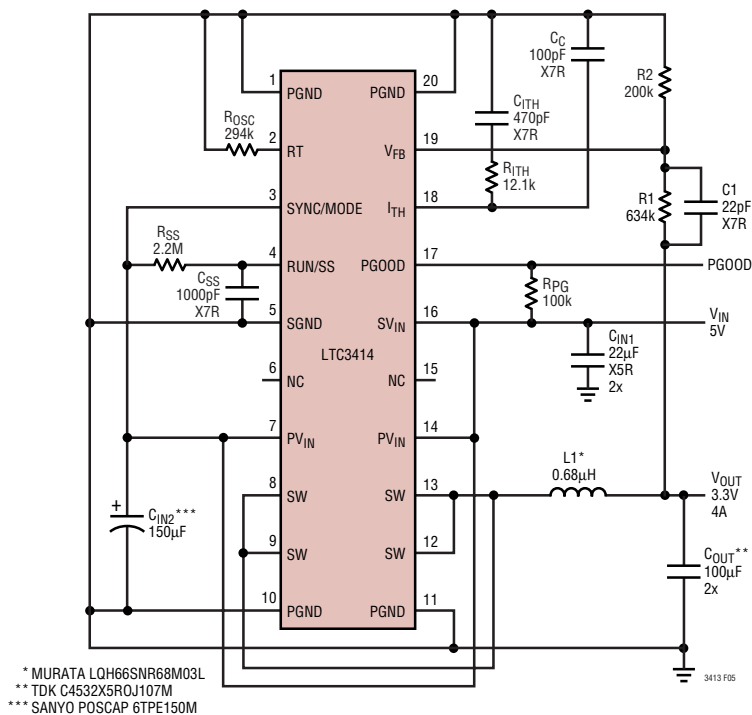 CC
100pF
X7R
R2
200k
1
PGND
PGND
20
ROSC
294k
CITH
470pF
X7R
2
RT
VFB
19
RITH
12.1k
R1
634k
C1
22pF
X7R
3
SYNC/MODE
ITH
18
RSS
2.2M
4
RUN/SS
PGOOD
17
PGOOD
CSS
1000pF
X7R
RPG
100k
5
SGND
SVIN
16
VIN
5V
LTC3414
CIN1
22µF
X5R
2x
6
NC
NC
15
7
PVIN
PVIN
14
L1*
0.68µH
8
SW
SW
13
VOUT
3.3V
4A
+
CIN2***
150µF
9
SW
SW
12
COUT**
100µF
2x
10
PGND
PGND
11
3413 F05
* MURATA LQH66SNR68M03L
** TDK C4532X5ROJ107M
*** SANYO POSCAP 6TPE150M